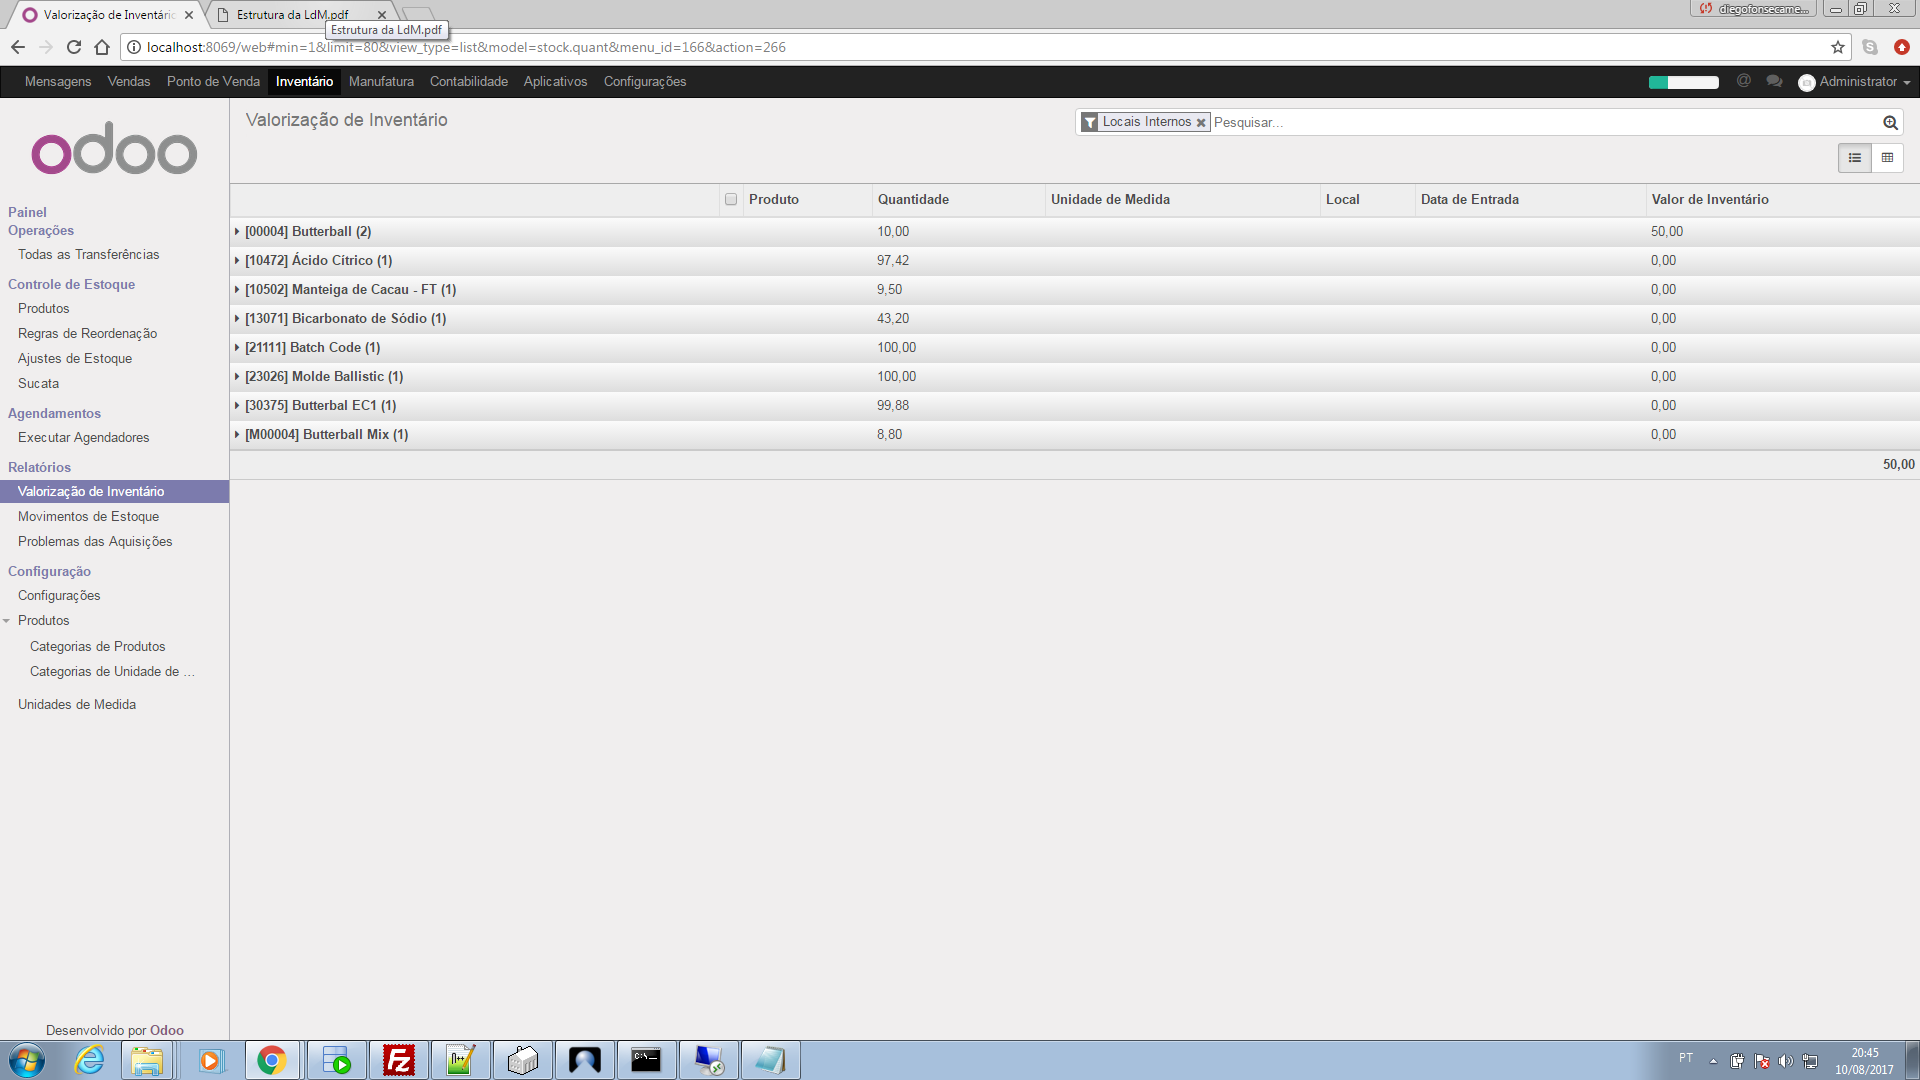 Valorização de Inventári
Estrutura da LdM.pdf
diegofonsecame...
Estrutura da LdM.pdf
localhost:8069/web#min=1&limit=80&view_type=list&model=stock.quant&menu_id=166&action=266
Mensagens Vendas Ponto de Venda Inventário Manufatura Contabilidade Aplicativos Configurações
@ Administrator
odoo
Valorização de Inventário
Locais Internos Pesquisar...
Painel
Operações
Todas as Transferências
Controle de Estoque
Produtos
Regras de Reordenação
Ajustes de Estoque
Sucata
Agendamentos
Executar Agendadores
Relatórios
Valorização de Inventário
Movimentos de Estoque
Problemas das Aquisições
Configuração
Configurações
Produtos
Categorias de Produtos
Categorias de Unidade de ...
Unidades de Medida
Desenvolvido por Odoo
Produto Quantidade Unidade de Medida Local Data de Entrada Valor de Inventário
[00004] Butterball (2) 10,00 50,00
[10472] Ácido Cítrico (1) 97,42 0,00
[10502] Manteiga de Cacau - FT (1) 9,50 0,00
[13071] Bicarbonato de Sódio (1) 43,20 0,00
[21111] Batch Code (1) 100,00 0,00
[23026] Molde Ballistic (1) 100,00 0,00
[30375] Butterbal EC1 (1) 99,88 0,00
[M00004] Butterball Mix (1) 8,80 0,00
50,00
PT
20:45
10/08/2017